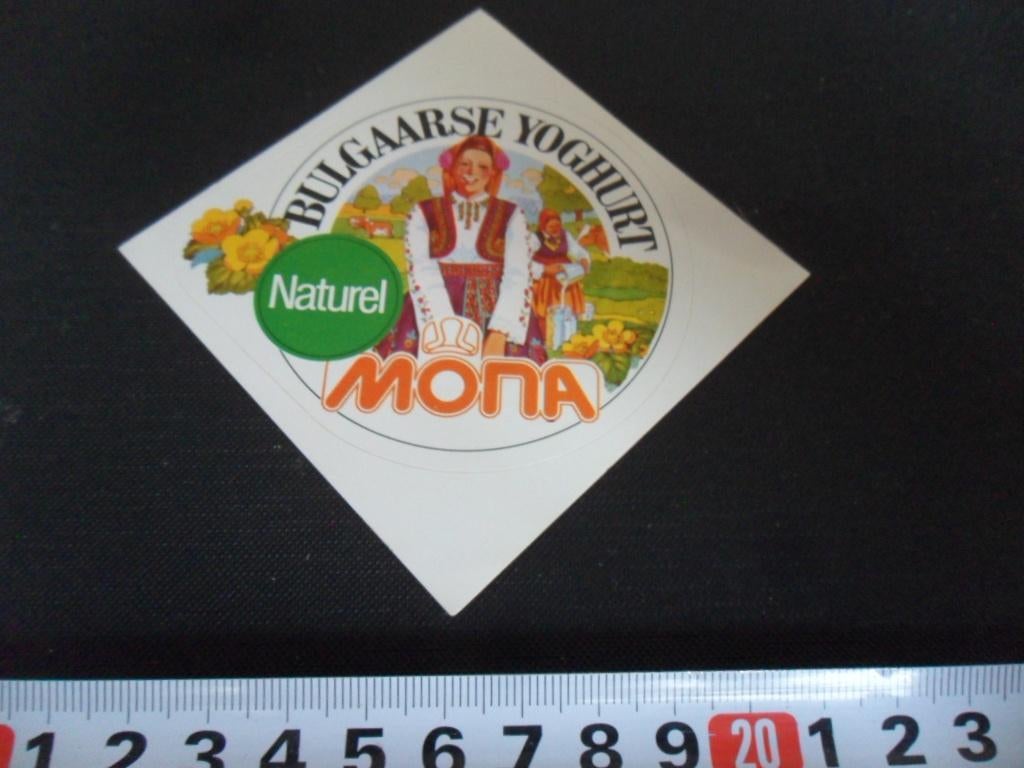 BULGAARSE YOGHURT
Naturel
MONA
1 2 3 4 5 6 7 8 9 20 1 2 3